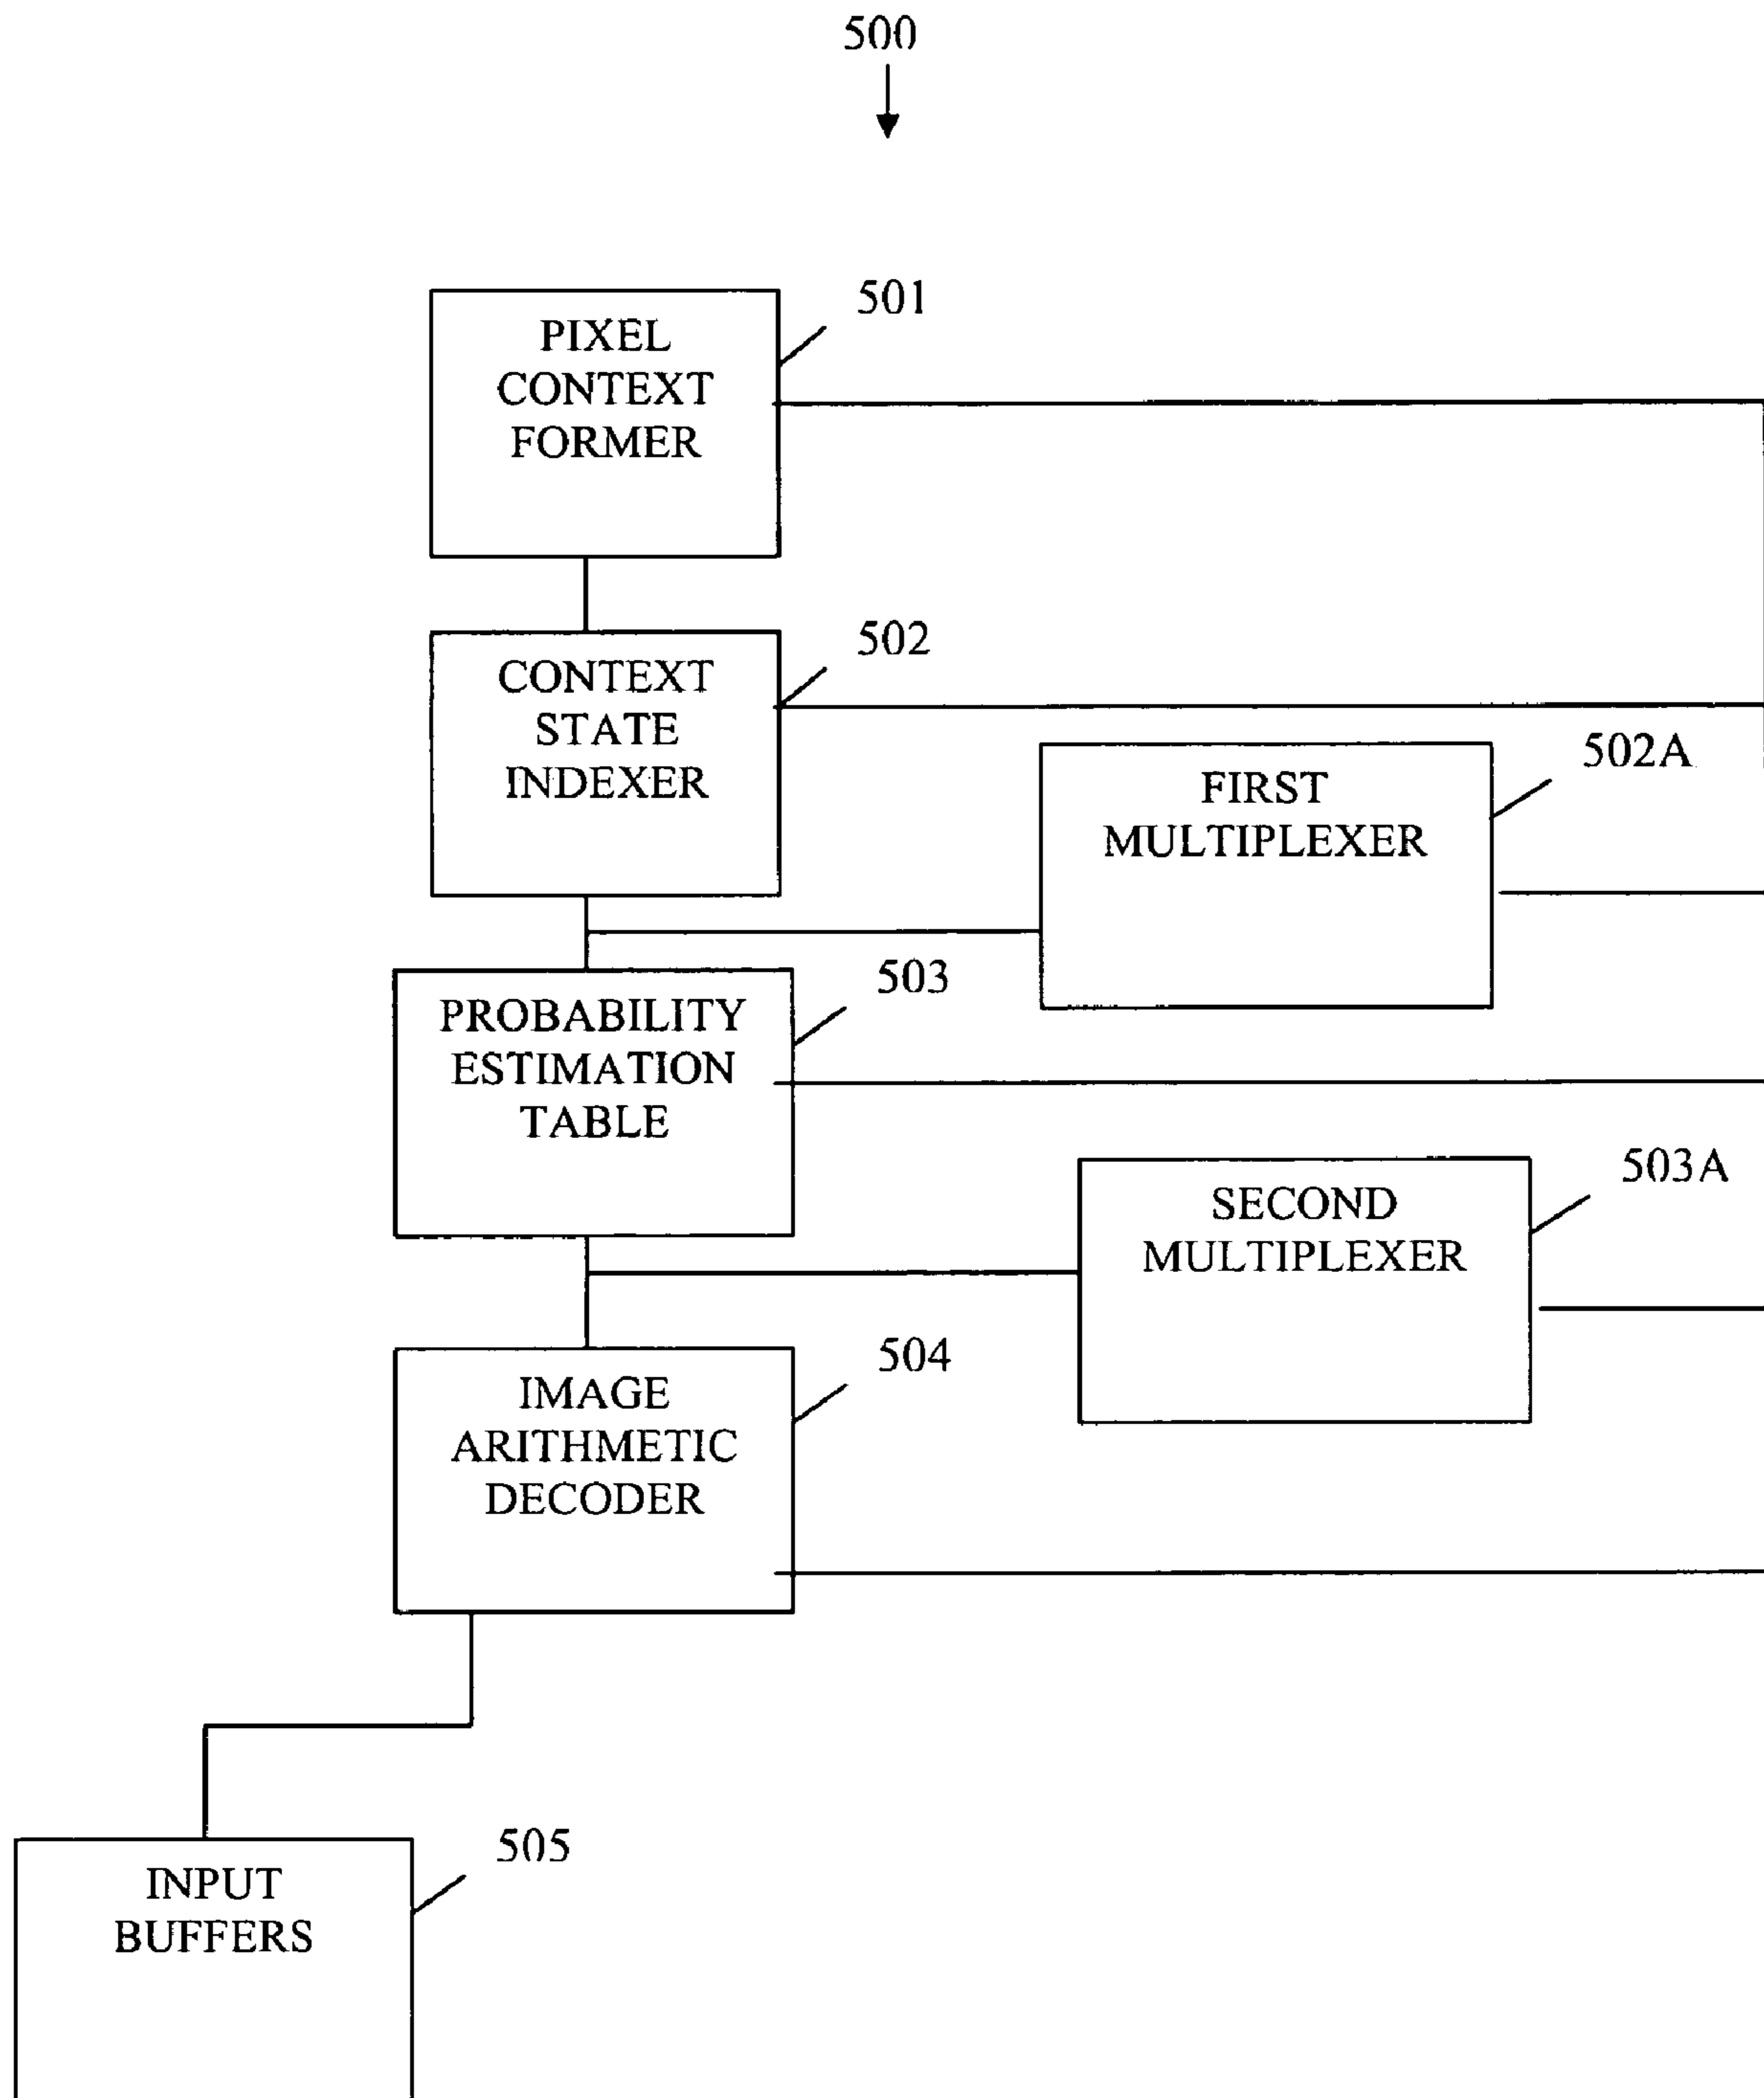 500
PIXEL
CONTEXT
FORMER
501
CONTEXT
STATE
INDEXER
502
FIRST
MULTIPLEXER
502A
PROBABILITY
ESTIMATION
TABLE
503
SECOND
MULTIPLEXER
503A
IMAGE
ARITHMETIC
DECODER
504
INPUT
BUFFERS
505